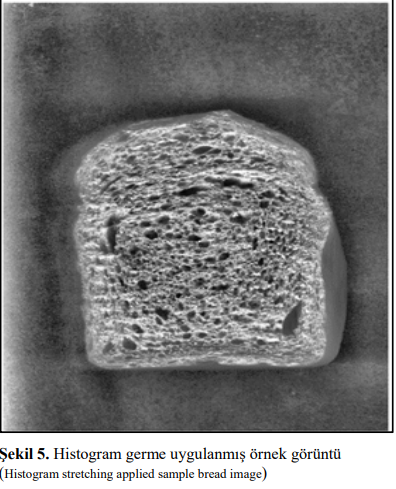 Şekil 5. Histogram germe uygulanmış örnek görüntü
(Histogram stretching applied sample bread image)